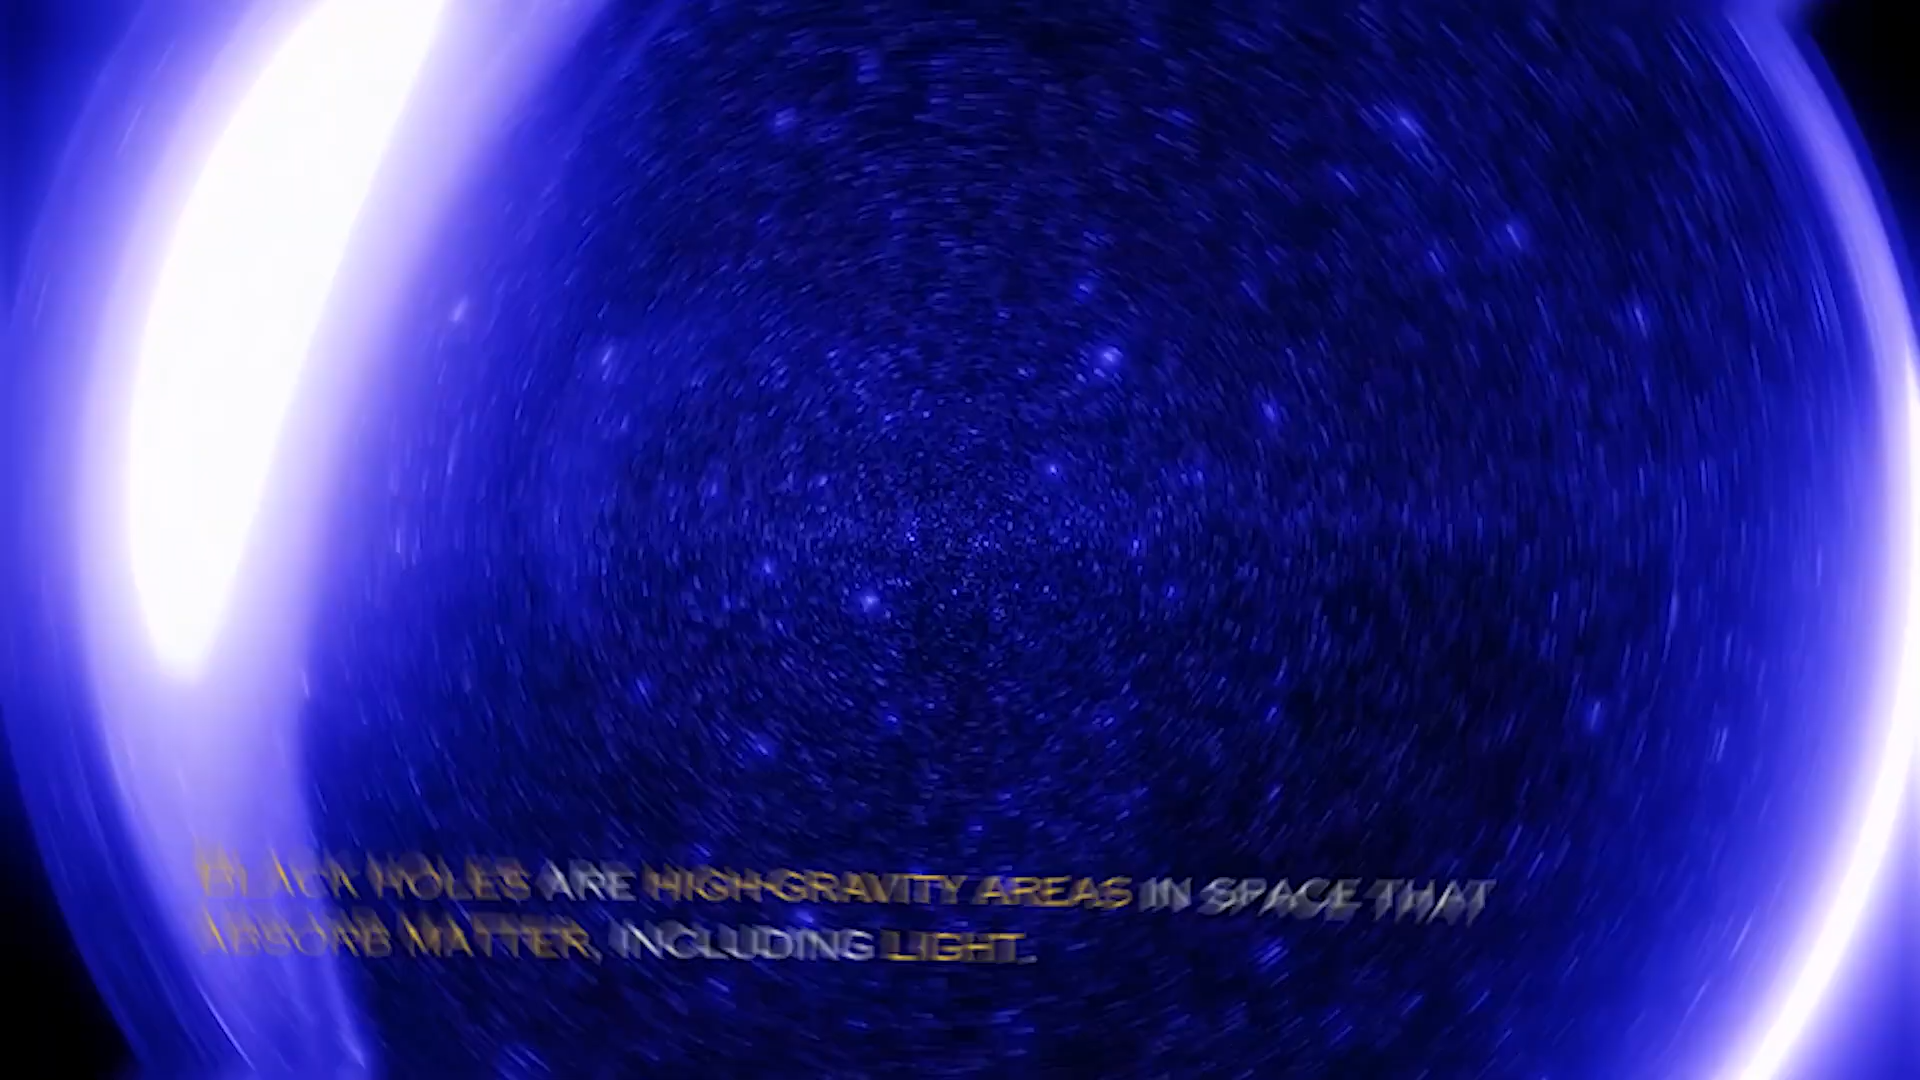 BLACK HOLES ARE HIGH-GRAVITY AREAS IN SPACE THAT
ABSORB MATTER, INCLUDING LIGHT.